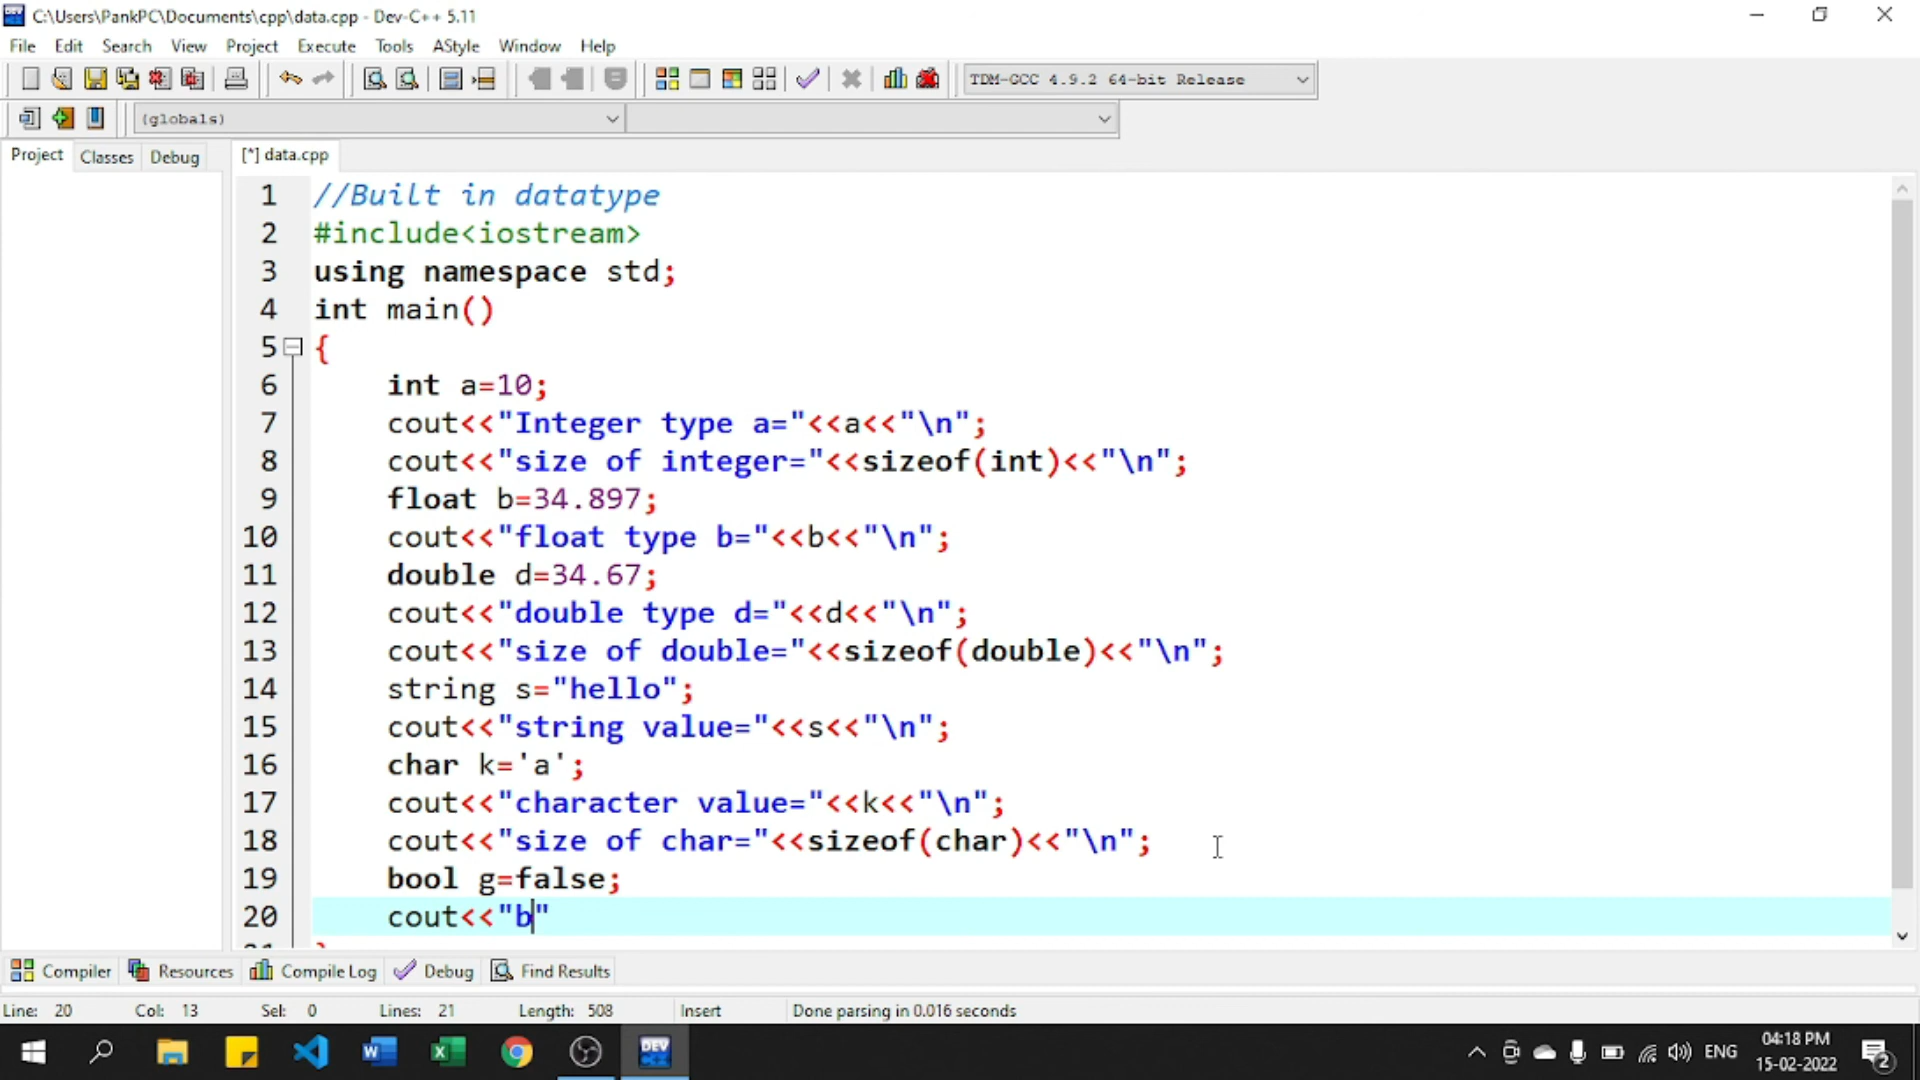 C:\Users\PankPC\Documents\cpp\data.cpp - Dev-C++ 5.11
File Edit Search View Project Execute Tools AStyle Window Help
TDM-GCC 4.9.2 64-bit Release
(globals)
Project Classes Debug [*] data.cpp
1 //Built in datatype
2 #include<iostream>
3 using namespace std;
4 int main()
5 {
6 int a=10;
7 cout<<"Integer type a="<<a<<"\n";
8 cout<<"size of integer="<<sizeof(int)<<"\n";
9 float b=34.897;
10 cout<<"float type b="<<b<<"\n";
11 double d=34.67;
12 cout<<"double type d="<<d<<"\n";
13 cout<<"size of double="<<sizeof(double)<<"\n";
14 string s="hello";
15 cout<<"string value="<<s<<"\n";
16 char k='a';
17 cout<<"character value="<<k<<"\n";
18 cout<<"size of char="<<sizeof(char)<<"\n";
19 bool g=false;
20 cout<<"b"
Compiler Resources Compile Log Debug Find Results
Line: 20 Col: 13 Sel: 0 Lines: 21 Length: 508 Insert Done parsing in 0.016 seconds
DEV ENG 04:18 PM
15-02-2022 2